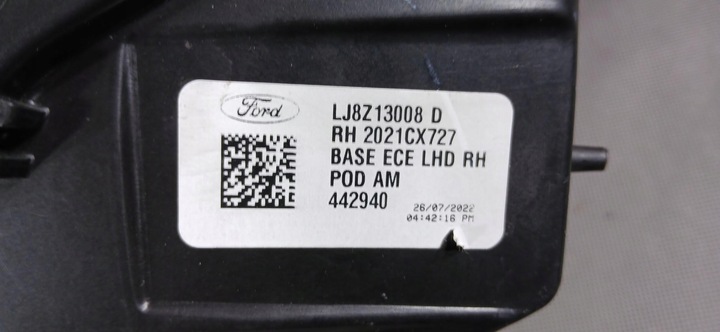 Ford
LJ8Z13008 D
RH 2021CX727
BASE ECE LHD RH
POD AM
442940
26/07/2022
04:42:16 PM